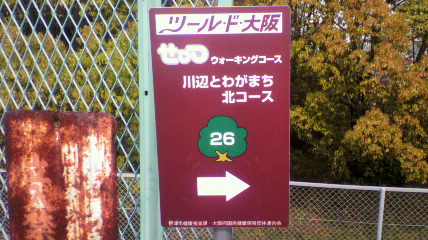 ツール・ド・大阪
せっつ ウォーキングコース
川辺とわがまち
北コース
26